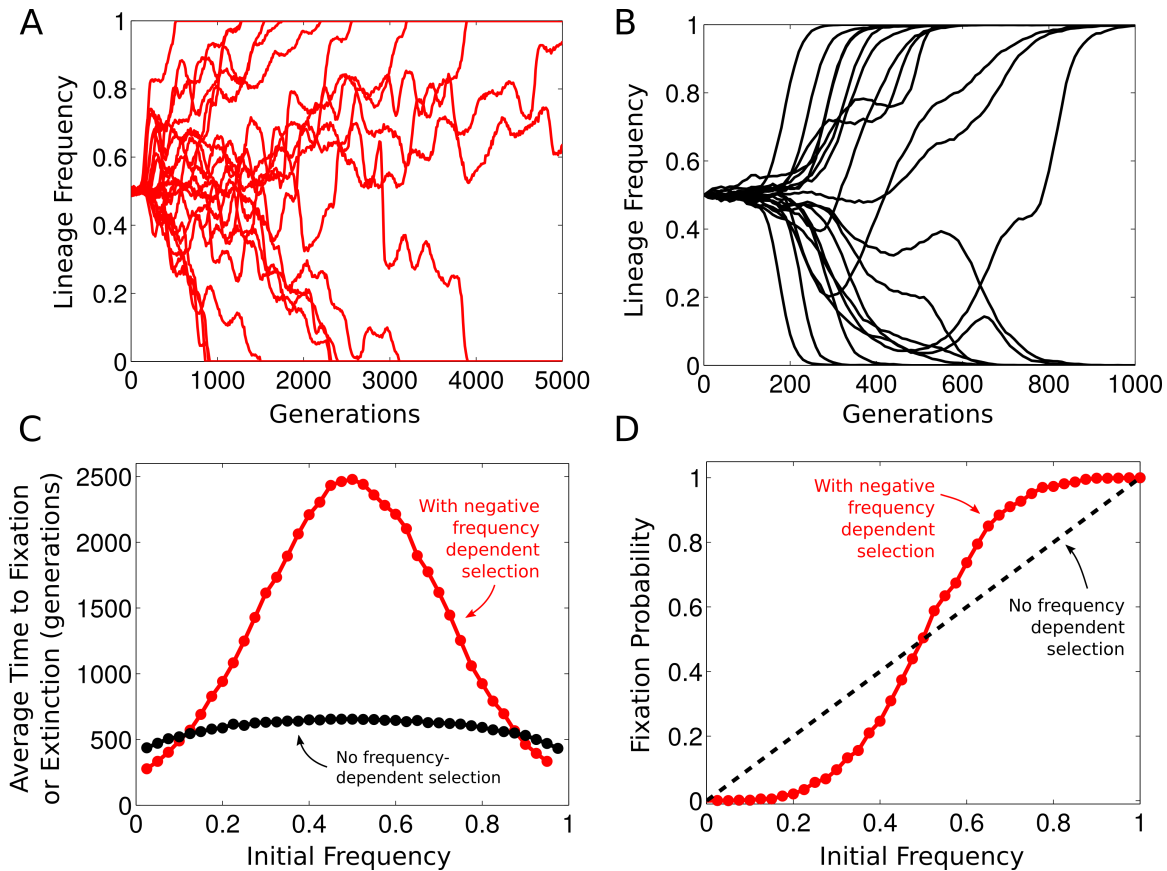 A
Lineage Frequency
1
0.8
0.6
0.4
0.2
0
0 1000 2000 3000 4000 5000
Generations
B
Lineage Frequency
1
0.8
0.6
0.4
0.2
0
0 200 400 600 800 1000
Generations
C
Average Time to Fixation
or Extinction (generations)
2500
2000
1500
1000
500
0
0 0.2 0.4 0.6 0.8 1
Initial Frequency
With negative
frequency
dependent
selection
No frequency-
dependent selection
D
Fixation Probability
1
0.8
0.6
0.4
0.2
0
0 0.2 0.4 0.6 0.8 1
Initial Frequency
With negative
frequency
dependent
selection
No frequency
dependent
selection